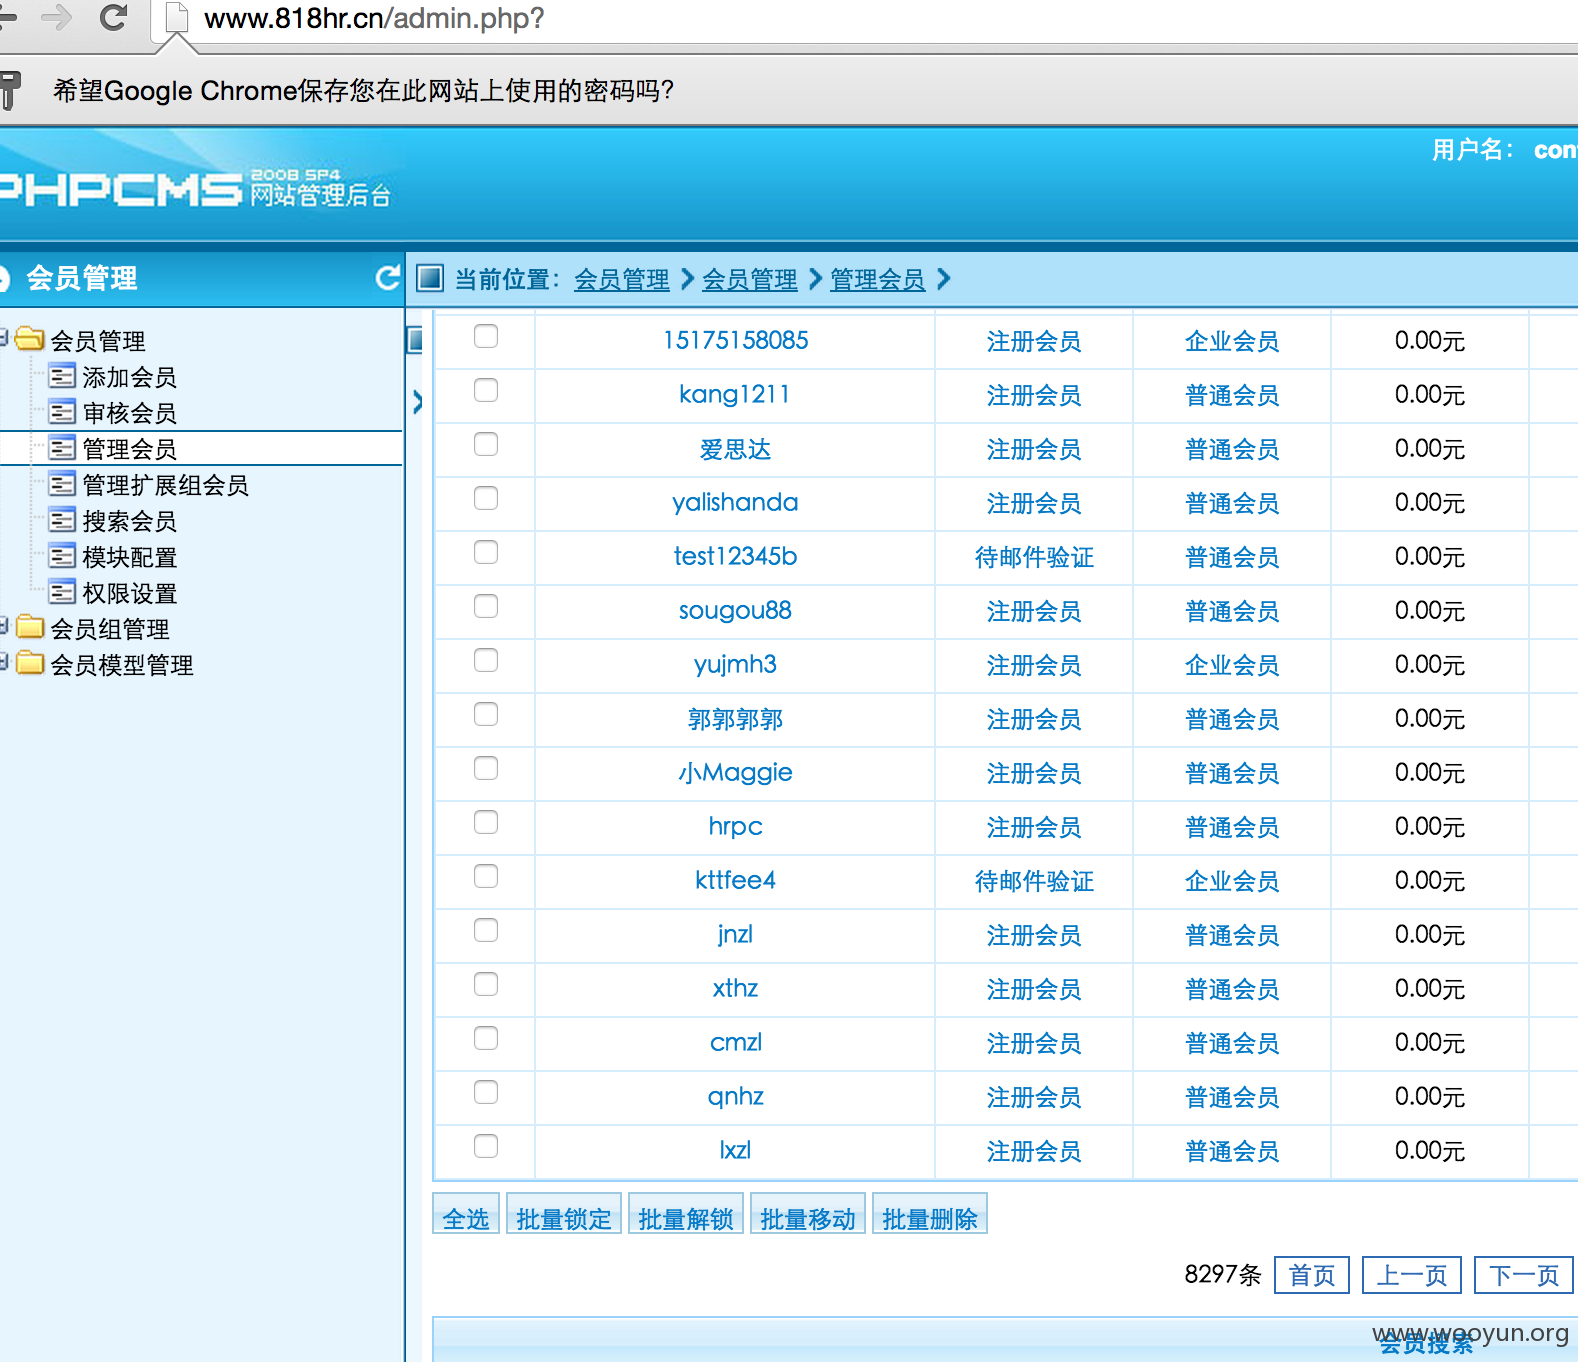 www.818hr.cn/admin.php?
希望Google Chrome保存您在此网站上使用的密码吗?
用户名:
PHPCMS 2008 SP4 网站管理后台
会员管理
当前位置: 会员管理 会员管理 管理会员
会员管理
添加会员
审核会员
管理会员
管理扩展组会员
搜索会员
模块配置
权限设置
会员组管理
会员模型管理
15175158085 注册会员 企业会员 0.00元
kang1211 注册会员 普通会员 0.00元
爱思达 注册会员 普通会员 0.00元
yalishanda 注册会员 普通会员 0.00元
test12345b 待邮件验证 普通会员 0.00元
sougou88 注册会员 普通会员 0.00元
yujmh3 注册会员 企业会员 0.00元
郭郭郭郭 注册会员 普通会员 0.00元
小Maggie 注册会员 普通会员 0.00元
hrpc 注册会员 普通会员 0.00元
kttfee4 待邮件验证 企业会员 0.00元
jnzl 注册会员 普通会员 0.00元
xthz 注册会员 普通会员 0.00元
cmzl 注册会员 普通会员 0.00元
qnhz 注册会员 普通会员 0.00元
lxzl 注册会员 普通会员 0.00元
全选 批量锁定 批量解锁 批量移动 批量删除
8297条 首页 上一页 下一页
会员搜索
www.wooyun.org